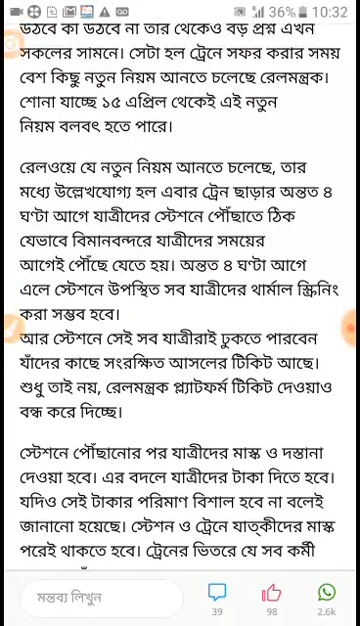 36% 10:32
উঠবে কী উঠবে না তার থেকেও বড় প্রশ্ন এখন
সকলের সামনে। সেটা হল ট্রেনে সফর করার সময়
বেশ কিছু নতুন নিয়ম আনতে চলেছে রেলমন্ত্রক।
শোনা যাচ্ছে ১৫ এপ্রিল থেকেই এই নতুন
নিয়ম বলবৎ হতে পারে।
রেলওয়ে যে নতুন নিয়ম আনতে চলেছে, তার
মধ্যে উল্লেখযোগ্য হল এবার ট্রেন ছাড়ার অন্তত ৪
ঘণ্টা আগে যাত্রীদের স্টেশনে পৌঁছাতে ঠিক
যেভাবে বিমানবন্দরে যাত্রীদের সময়ের
আগেই পৌঁছে যেতে হয়। অন্তত ৪ ঘণ্টা আগে
এলে স্টেশনে উপস্থিত সব যাত্রীদের থার্মাল স্ক্রিনিং
করা সম্ভব হবে।
আর স্টেশনে সেই সব যাত্রীরাই ঢুকতে পারবেন
যাঁদের কাছে সংরক্ষিত আসলের টিকিট আছে।
শুধু তাই নয়, রেলমন্ত্রক প্ল্যাটফর্ম টিকিট দেওয়াও
বন্ধ করে দিচ্ছে।
স্টেশনে পৌঁছানোর পর যাত্রীদের মাস্ক ও দস্তানা
দেওয়া হবে। এর বদলে যাত্রীদের টাকা দিতে হবে।
যদিও সেই টাকার পরিমাণ বিশাল হবে না বলেই
জানানো হয়েছে। স্টেশন ও ট্রেনে যাত্কীদের মাস্ক
পরেই থাকতে হবে। ট্রেনের ভিতরে যে সব কর্মী
মন্তব্য লিখুন
39 98 2.6k